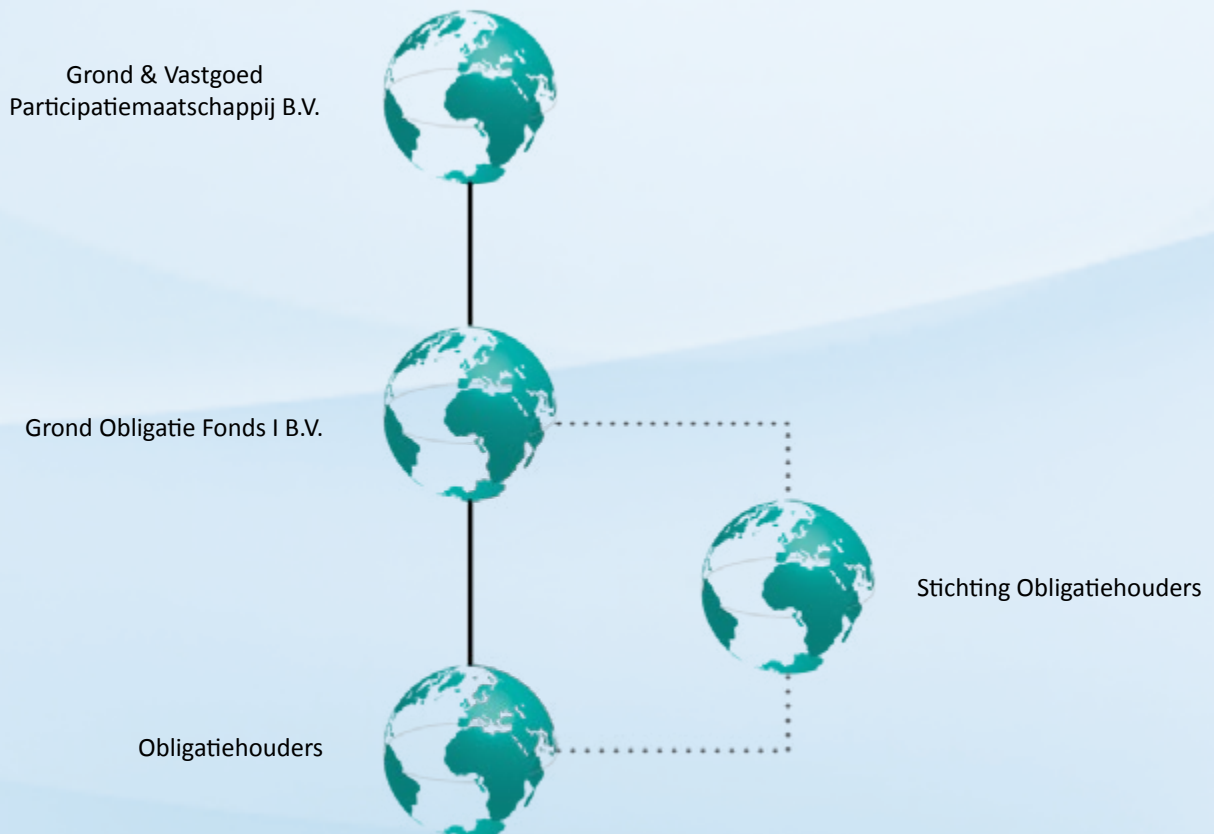 Grond & Vastgoed
Participatiemaatschappij B.V.
Grond Obligatie Fonds I B.V.
Stichting Obligatiehouders
Obligatiehouders